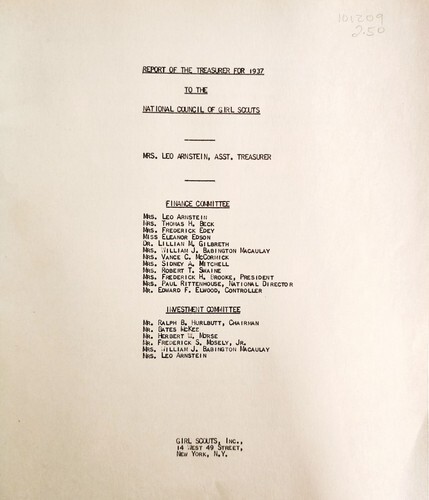 101209
2.50
REPORT OF THE TREASURER FOR 1937
TO THE
NATIONAL COUNCIL OF GIRL SCOUTS
MRS. LEO ARNSTEIN, ASST. TREASURER
FINANCE COMMITTEE
MRS. LEO ARNSTEIN
MRS. THOMAS H. BECK
MRS. FREDERICK EDEY
MISS ELEANOR EDSON
DR. LILLIAN M. GILBRETH
MRS. WILLIAM J. BABINGTON MACAULAY
MRS. VANCE C. MCCORMICK
MRS. SIDNEY A. MITCHELL
MRS. ROBERT T. SWAINE
MRS. FREDERICK H. BROOKE, PRESIDENT
MRS. PAUL RITTENHOUSE, NATIONAL DIRECTOR
MR. EDWARD F. ELWOOD, CONTROLLER
INVESTMENT COMMITTEE
MR. RALPH B. HURLBUTT, CHAIRMAN
MR. BATES MCKEE
MR. HERBERT W. MORSE
MR. FREDERICK S. MOSELY, JR.
MRS. WILLIAM J. BABINGTON MACAULAY
MRS. LEO ARNSTEIN
GIRL SCOUTS, INC.,
14 WEST 49 STREET,
NEW YORK, N.Y.